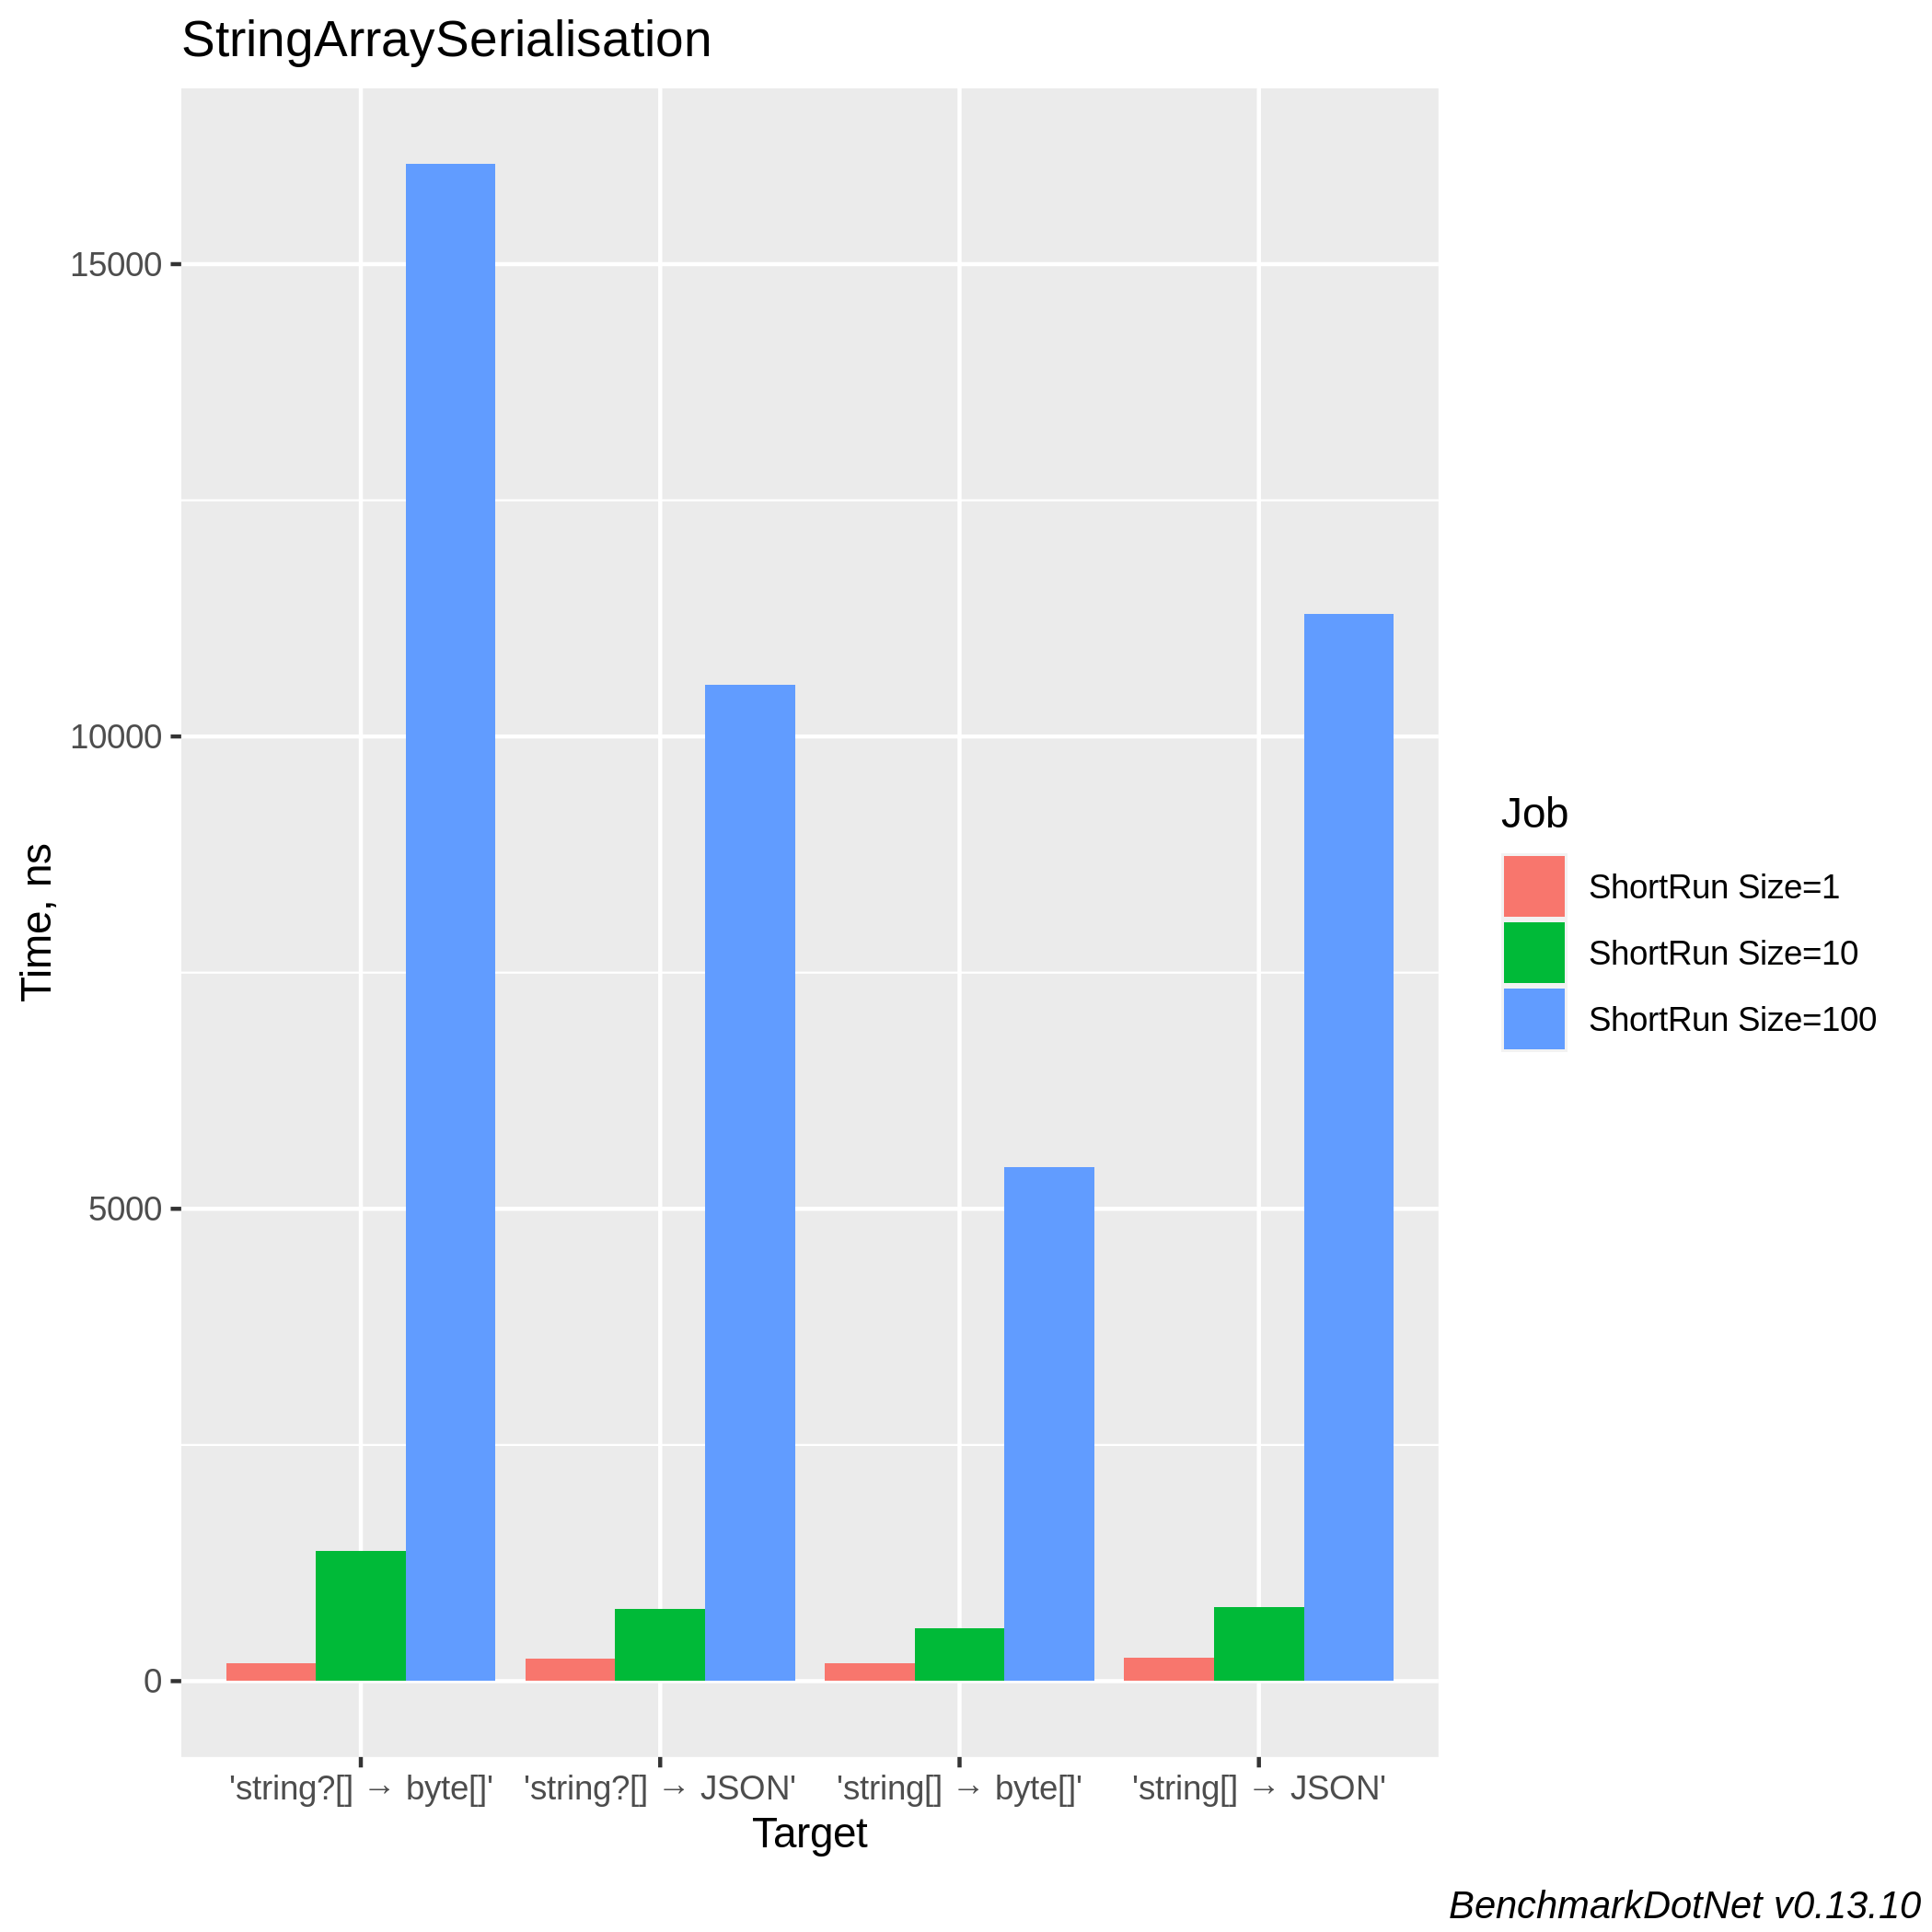 StringArraySerialisation
Time, ns
15000
10000
5000
0
'string?[] → byte[]' 'string?[] → JSON' 'string[] → byte[]' 'string[] → JSON'
Target
Job
ShortRun Size=1
ShortRun Size=10
ShortRun Size=100
BenchmarkDotNet v0.13.10